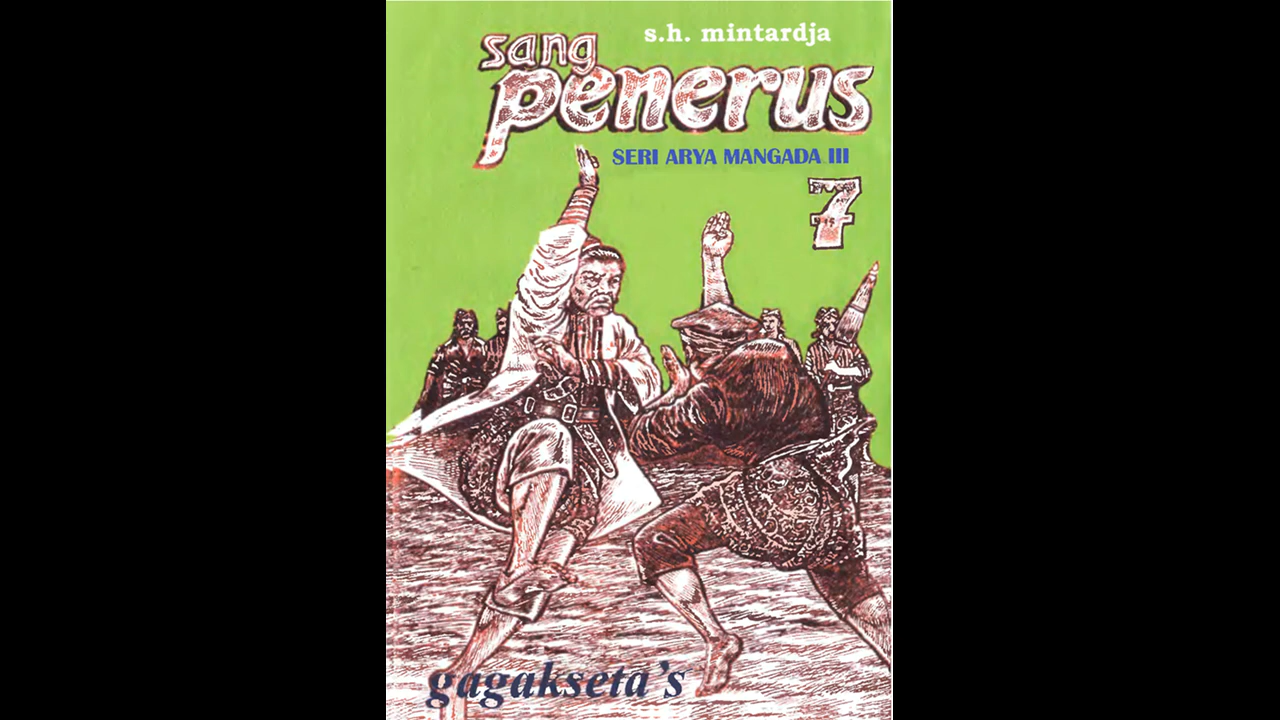 s.h. mintardja
sang
penerus
SERI ARYA MANGADA III
7
gagakseta's